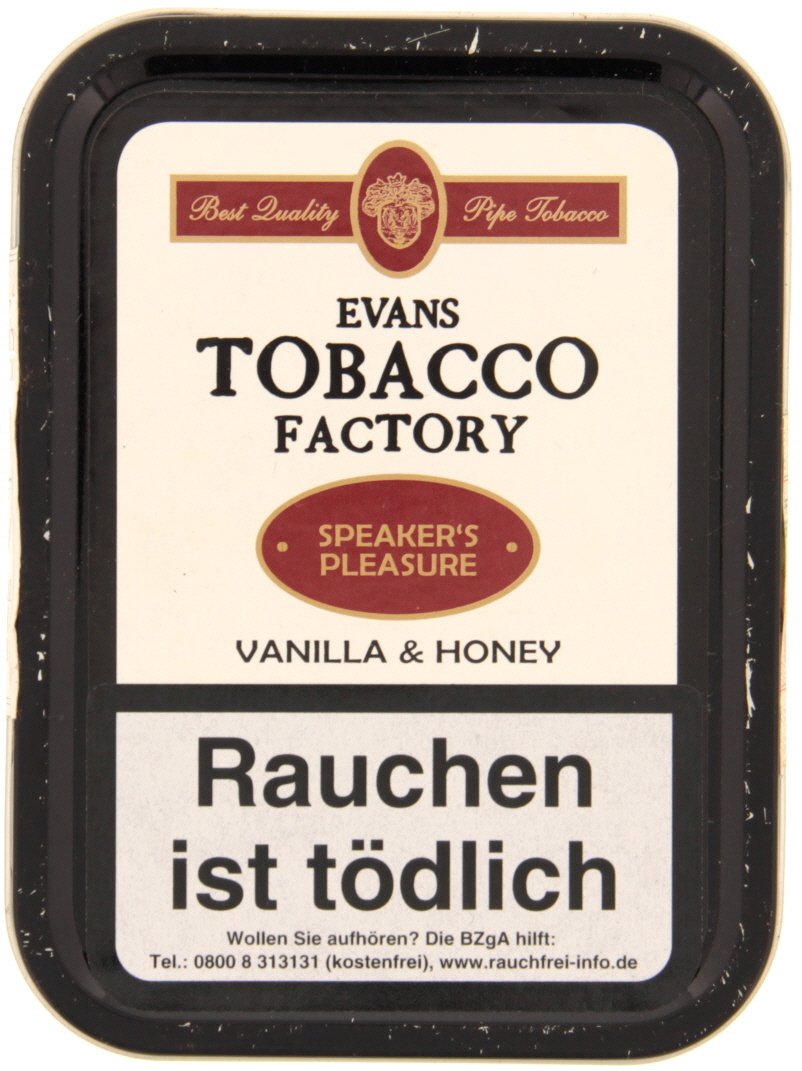 Best Quality Pipe Tobacco
EVANS
TOBACCO
FACTORY
SPEAKER‘S
PLEASURE
VANILLA & HONEY
Rauchen
ist tödlich
Wollen Sie aufhören? Die BZgA hilft:
Tel.: 0800 8 313131 (kostenfrei), www.rauchfrei-info.de